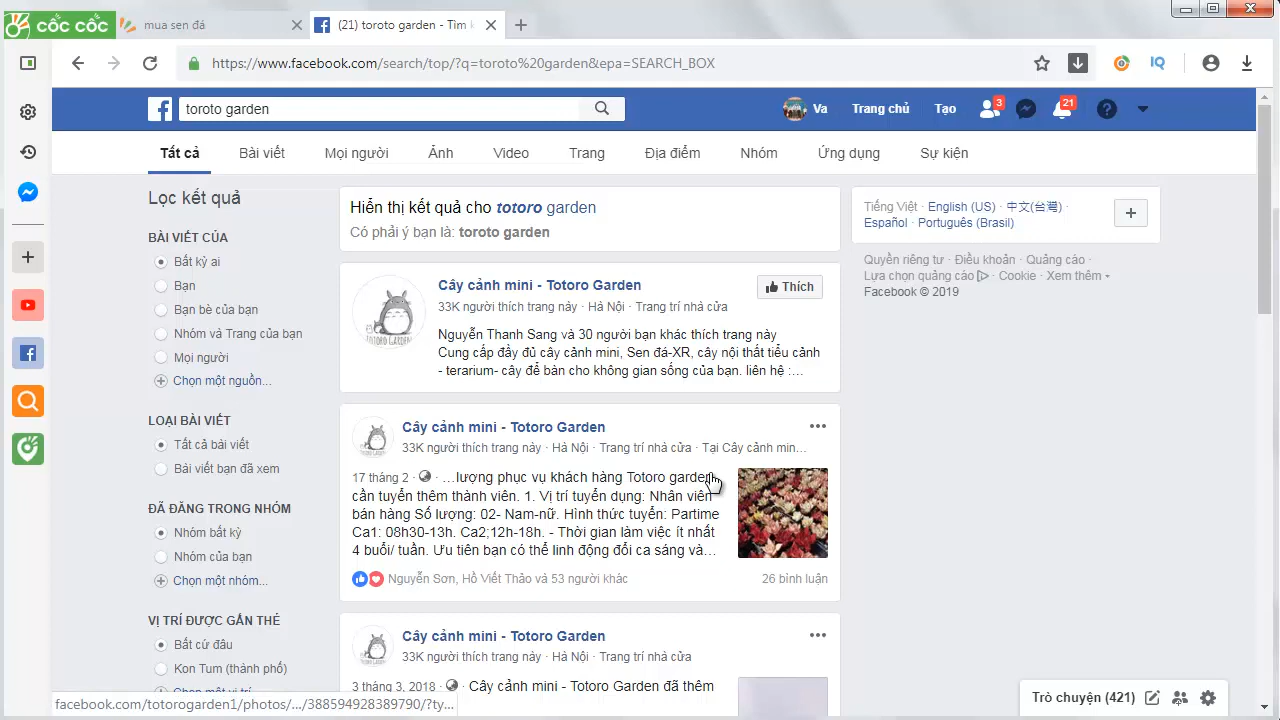 cốc cốc
mua sen đá
(21) toroto garden - Tìm k
https://www.facebook.com/search/top/?q=toroto%20garden&epa=SEARCH_BOX
toroto garden
Va
Trang chủ
Tạo
3
21
Tất cả
Bài viết
Mọi người
Ảnh
Video
Trang
Địa điểm
Nhóm
Ứng dụng
Sự kiện
Lọc kết quả
BÀI VIẾT CỦA
Bất kỳ ai
Bạn
Bạn bè của bạn
Nhóm và Trang của bạn
Mọi người
Chọn một nguồn...
LOẠI BÀI VIẾT
Tất cả bài viết
Bài viết bạn đã xem
ĐÃ ĐĂNG TRONG NHÓM
Nhóm bất kỳ
Nhóm của bạn
Chọn một nhóm...
VỊ TRÍ ĐƯỢC GẮN THẺ
Bất cứ đâu
Kon Tum (thành phố)
Chọn một vị trí...
facebook.com/totorogarden1/photos/.../388594928389790/?ty...
Hiển thị kết quả cho totoro garden
Có phải ý bạn là: toroto garden
TOTORO GARDEN
Cây cảnh mini - Totoro Garden
Thích
33K người thích trang này · Hà Nội · Trang trí nhà cửa
Nguyễn Thanh Sang và 30 người bạn khác thích trang này
Cung cấp đầy đủ cây cảnh mini, Sen đá-XR, cây nội thất tiểu cảnh
- terarium- cây để bàn cho không gian sống của bạn. liên hệ :...
Cây cảnh mini - Totoro Garden
33K người thích trang này · Hà Nội · Trang trí nhà cửa · Tại Cây cảnh min...
17 tháng 2 · ...lượng phục vụ khách hàng Totoro garden
cần tuyển thêm thành viên. 1. Vị trí tuyển dụng: Nhân viên
bán hàng Số lượng: 02- Nam-nữ. Hình thức tuyển: Partime
Ca1: 08h30-13h. Ca2;12h-18h. - Thời gian làm việc ít nhất
4 buổi/ tuần. Ưu tiên bạn có thể linh động đổi ca sáng và...
Nguyễn Sơn, Hồ Viết Thảo và 53 người khác
26 bình luận
Cây cảnh mini - Totoro Garden
33K người thích trang này · Hà Nội · Trang trí nhà cửa
3 tháng 3, 2018 · Cây cảnh mini - Totoro Garden đã thêm
Tiếng Việt · English (US) · 中文(台灣) ·
Español · Português (Brasil)
Quyền riêng tư · Điều khoản · Quảng cáo ·
Lựa chọn quảng cáo · Cookie · Xem thêm
Facebook © 2019
Trò chuyện (421)